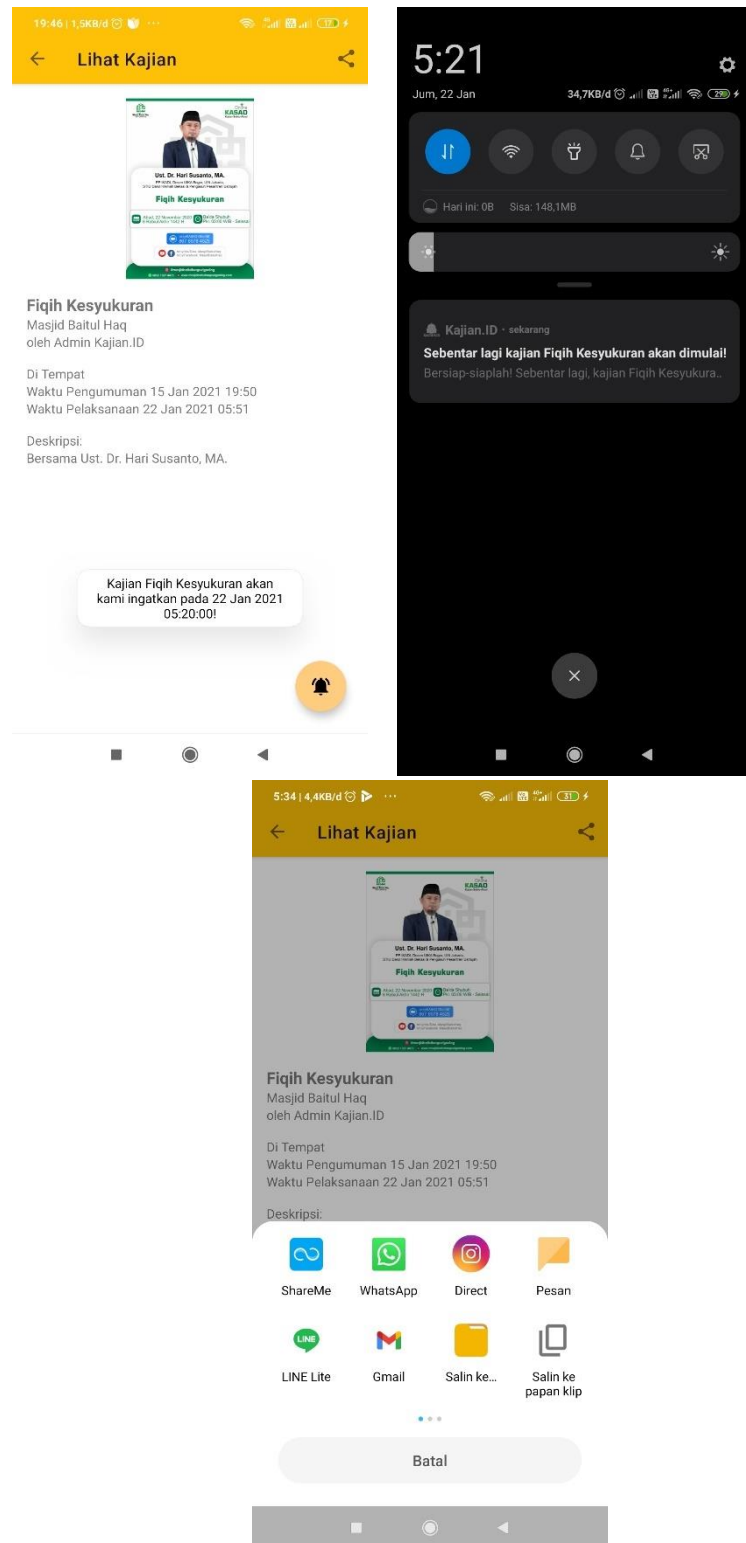 19:46 | 1,5KB/d
17
Lihat Kajian
KASAO
Ust. Dr. Hari Susanto, MA.
Fiqih Kesyukuran
Fiqih Kesyukuran
Masjid Baitul Haq
oleh Admin Kajian.ID
Di Tempat
Waktu Pengumuman 15 Jan 2021 19:50
Waktu Pelaksanaan 22 Jan 2021 05:51
Deskripsi:
Bersama Ust. Dr. Hari Susanto, MA.
Kajian Fiqih Kesyukuran akan
kami ingatkan pada 22 Jan 2021
05:20:00!
5:21
Jum, 22 Jan
34,7KB/d
29
Hari ini: 0B Sisa: 148,1MB
Kajian.ID • sekarang
Sebentar lagi kajian Fiqih Kesyukuran akan dimulai!
Bersiap-siaplah! Sebentar lagi, kajian Fiqih Kesyukura..
5:34 | 4,4KB/d
31
Lihat Kajian
KASAO
Ust. Dr. Hari Susanto, MA.
Fiqih Kesyukuran
Fiqih Kesyukuran
Masjid Baitul Haq
oleh Admin Kajian.ID
Di Tempat
Waktu Pengumuman 15 Jan 2021 19:50
Waktu Pelaksanaan 22 Jan 2021 05:51
Deskripsi:
ShareMe
WhatsApp
Direct
Pesan
LINE
LINE Lite
Gmail
Salin ke...
Salin ke
papan klip
Batal